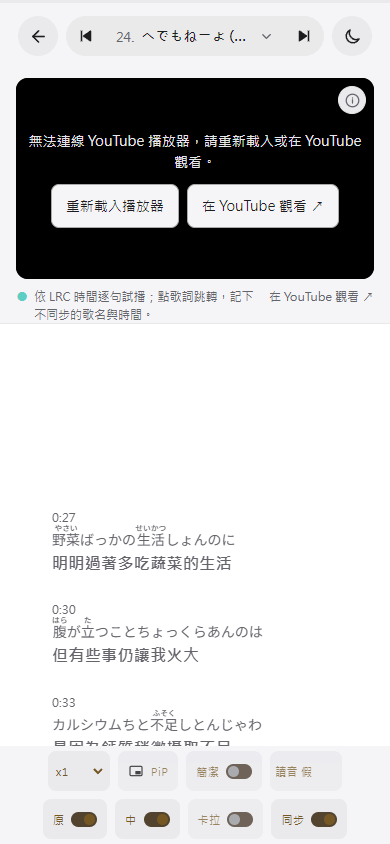 24. へでもねーよ (...
無法連線 YouTube 播放器，請重新載入或在 YouTube
觀看。
重新載入播放器
在 YouTube 觀看 ↗
依 LRC 時間逐句試播；點歌詞跳轉，記下
不同步的歌名與時間。
在 YouTube 觀看 ↗
0:27
やさい せいかつ
野菜ばっかの生活しょんのに
明明過著多吃蔬菜的生活
0:30
はら た
腹が立つことちょっくらあんのは
但有些事仍讓我火大
0:33
ふそく
カルシウムちと不足しとんじゃわ
x1
PiP
簡潔
讀音 假
原
中
卡拉
同步